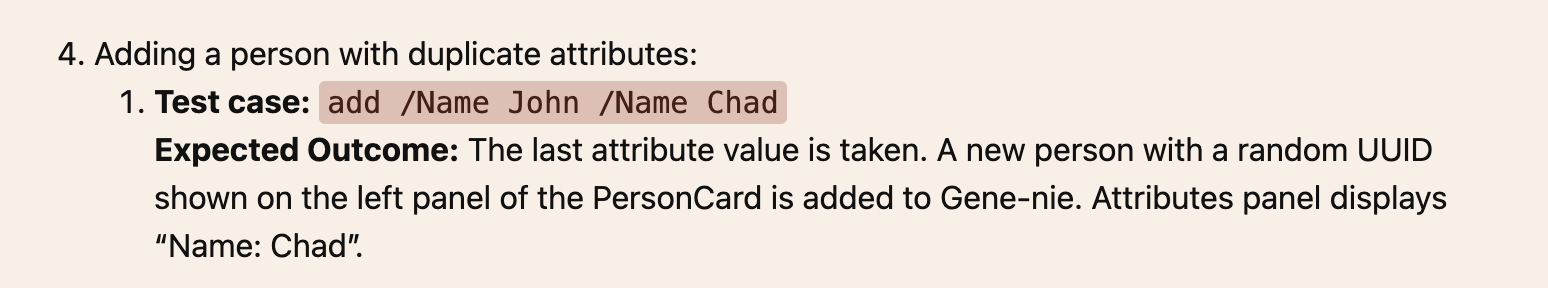 4. Adding a person with duplicate attributes:
1. Test case: add /Name John /Name Chad
Expected Outcome: The last attribute value is taken. A new person with a random UUID
shown on the left panel of the PersonCard is added to Gene-nie. Attributes panel displays
“Name: Chad”.